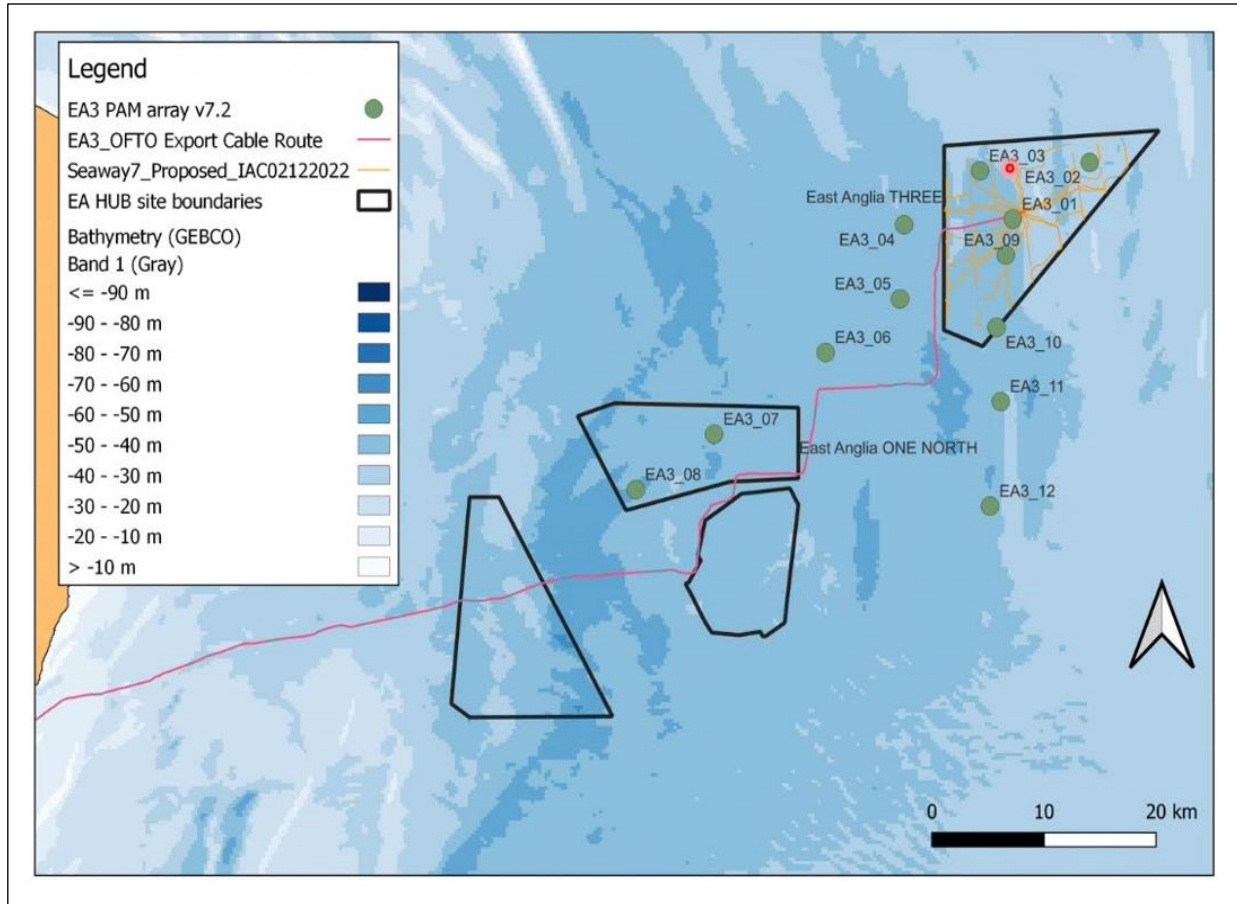 Legend
EA3 PAM array v7.2
EA3_OFTO Export Cable Route
Seaway7_Proposed_IAC02122022
EA HUB site boundaries
Bathymetry (GEBCO)
Band 1 (Gray)
<= -90 m
-90 - -80 m
-80 - -70 m
-70 - -60 m
-60 - -50 m
-50 - -40 m
-40 - -30 m
-30 - -20 m
-20 - -10 m
> -10 m
EA3_03
EA3_02
East Anglia THREE
EA3_01
EA3_04
EA3_09
EA3_05
EA3_10
EA3_06
EA3_11
EA3_07
East Anglia ONE NORTH
EA3_08
EA3_12
0 10 20 km